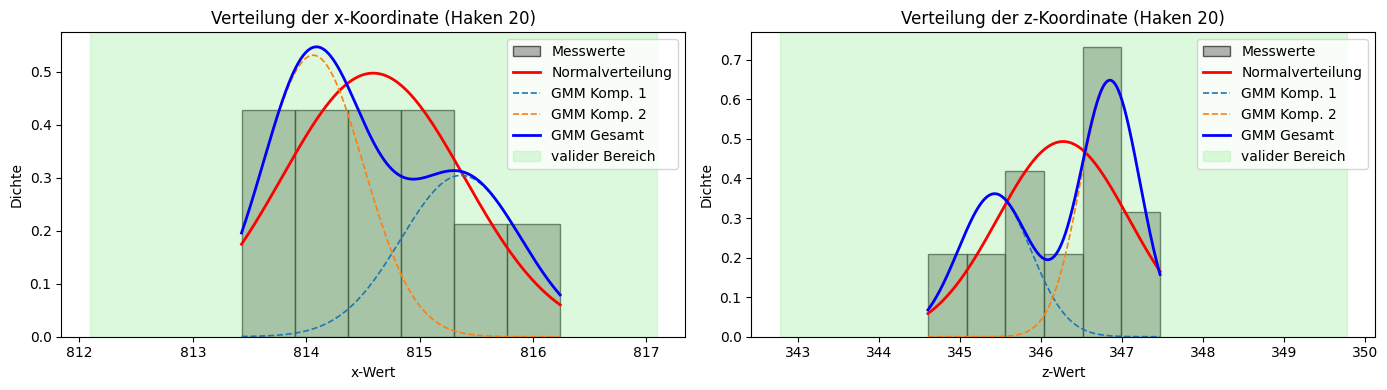 Verteilung der x-Koordinate (Haken 20)
Dichte
0.5
0.4
0.3
0.2
0.1
0.0
812 813 814 815 816 817
x-Wert
Messwerte
Normalverteilung
GMM Komp. 1
GMM Komp. 2
GMM Gesamt
valider Bereich
Verteilung der z-Koordinate (Haken 20)
Dichte
0.7
0.6
0.5
0.4
0.3
0.2
0.1
0.0
343 344 345 346 347 348 349 350
z-Wert
Messwerte
Normalverteilung
GMM Komp. 1
GMM Komp. 2
GMM Gesamt
valider Bereich